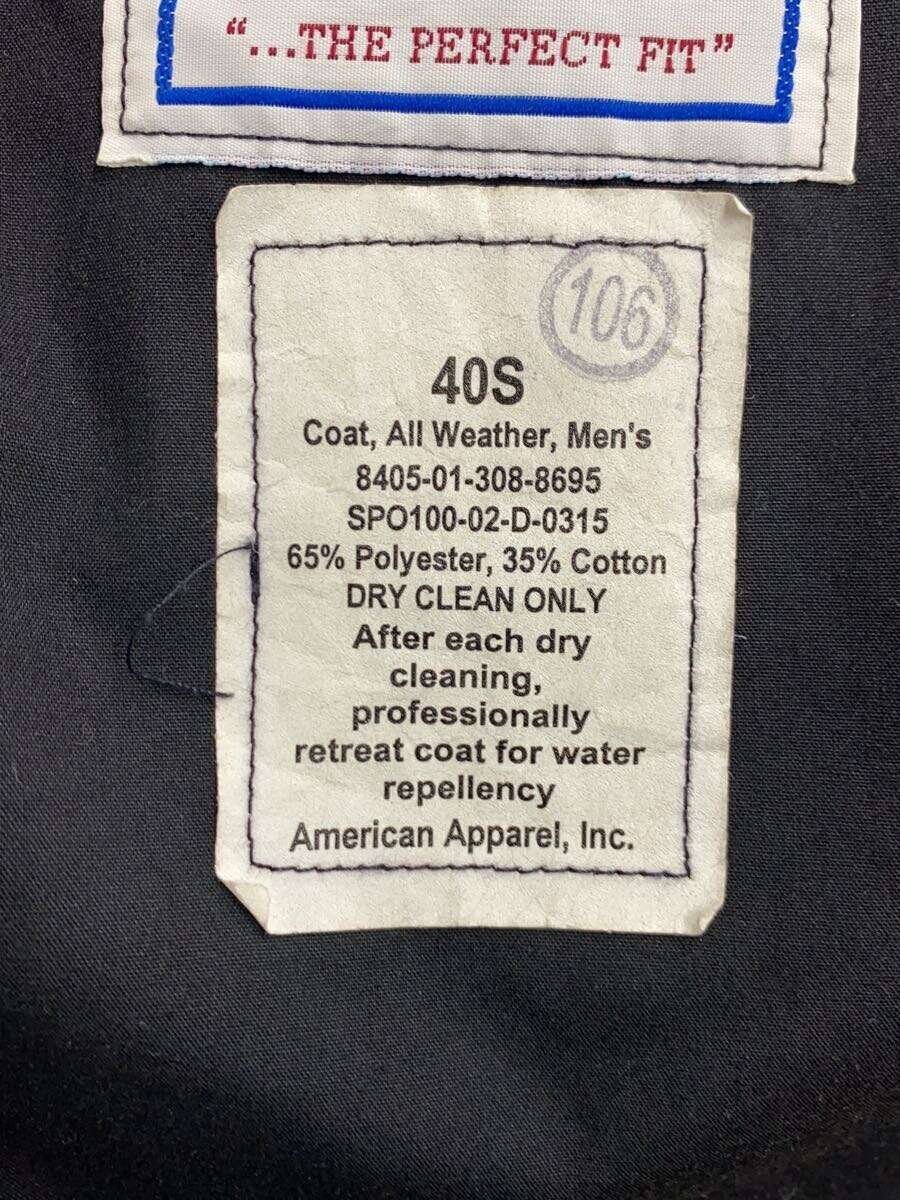 “...THE PERFECT FIT”
106
40S
Coat, All Weather, Men's
8405-01-308-8695
SPO100-02-D-0315
65% Polyester, 35% Cotton
DRY CLEAN ONLY
After each dry
cleaning,
professionally
retreat coat for water
repellency
American Apparel, Inc.